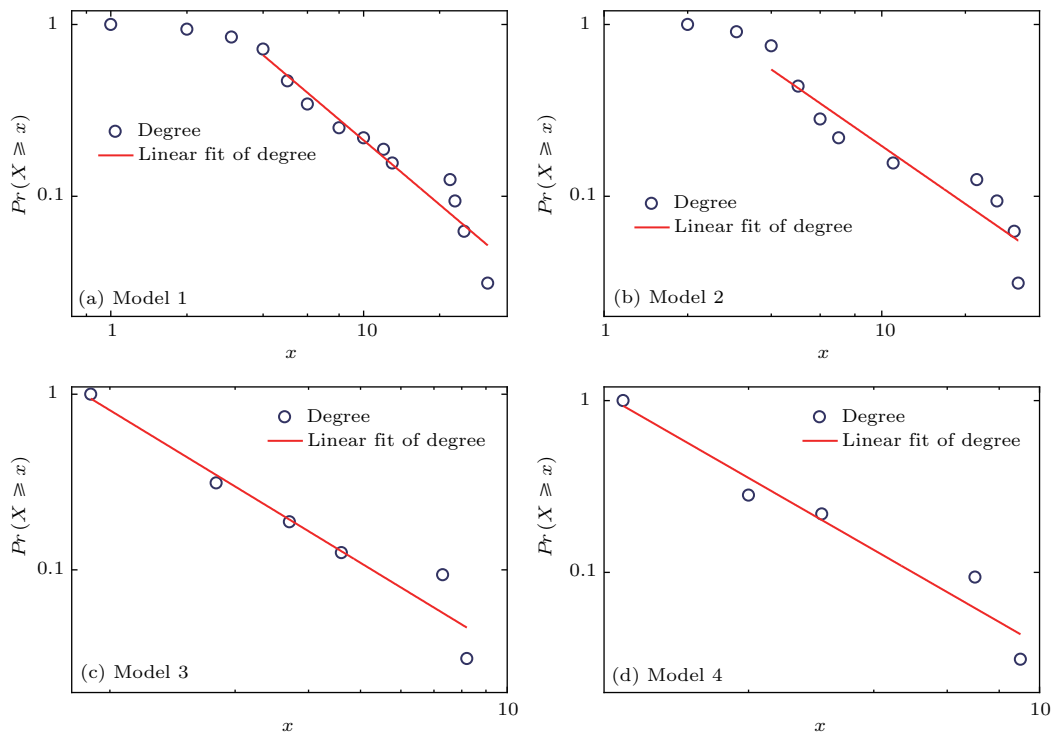 1
0.1
Pr (X ⩾ x)
Degree
Linear fit of degree
(a) Model 1
1
10
x
1
0.1
Pr (X ⩾ x)
Degree
Linear fit of degree
(b) Model 2
1
10
x
1
0.1
Pr (X ⩾ x)
Degree
Linear fit of degree
(c) Model 3
10
x
1
0.1
Pr (X ⩾ x)
Degree
Linear fit of degree
(d) Model 4
10
x